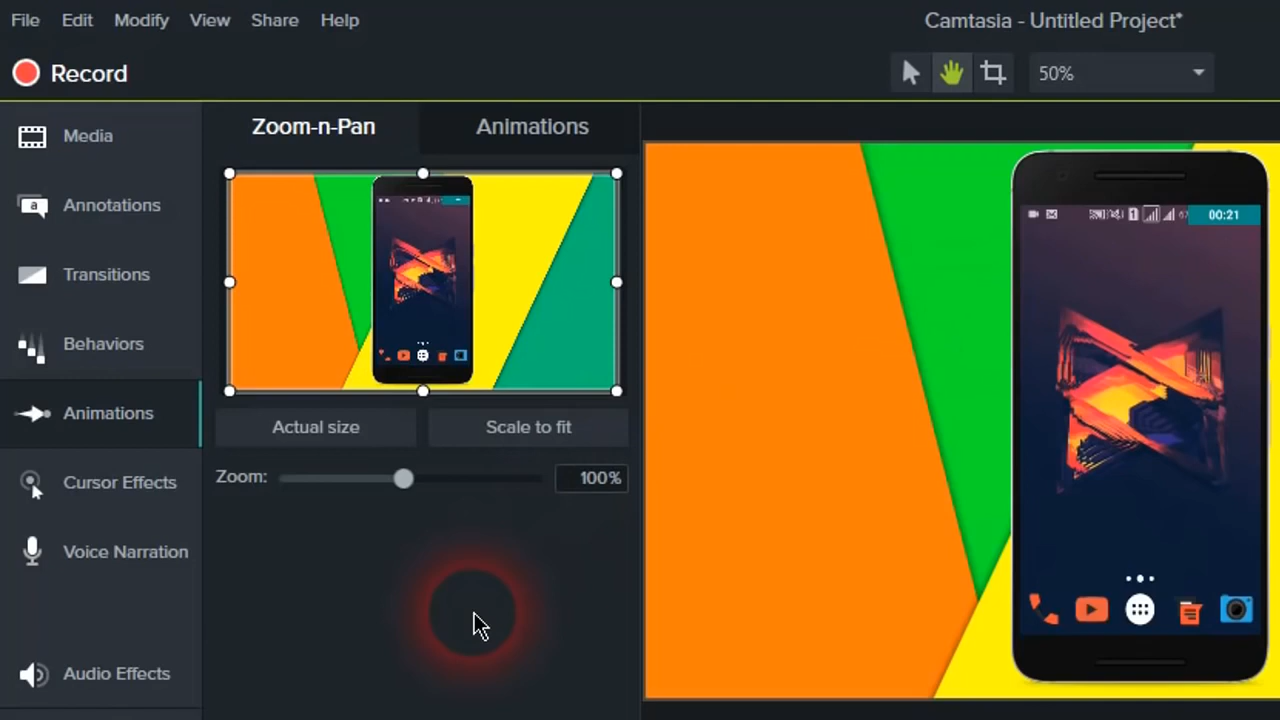 File Edit Modify View Share Help
Camtasia - Untitled Project*
Record
50%
Media
Annotations
Transitions
Behaviors
Animations
Cursor Effects
Voice Narration
Audio Effects
Zoom-n-Pan
Animations
Actual size
Scale to fit
Zoom:
100%
00:21